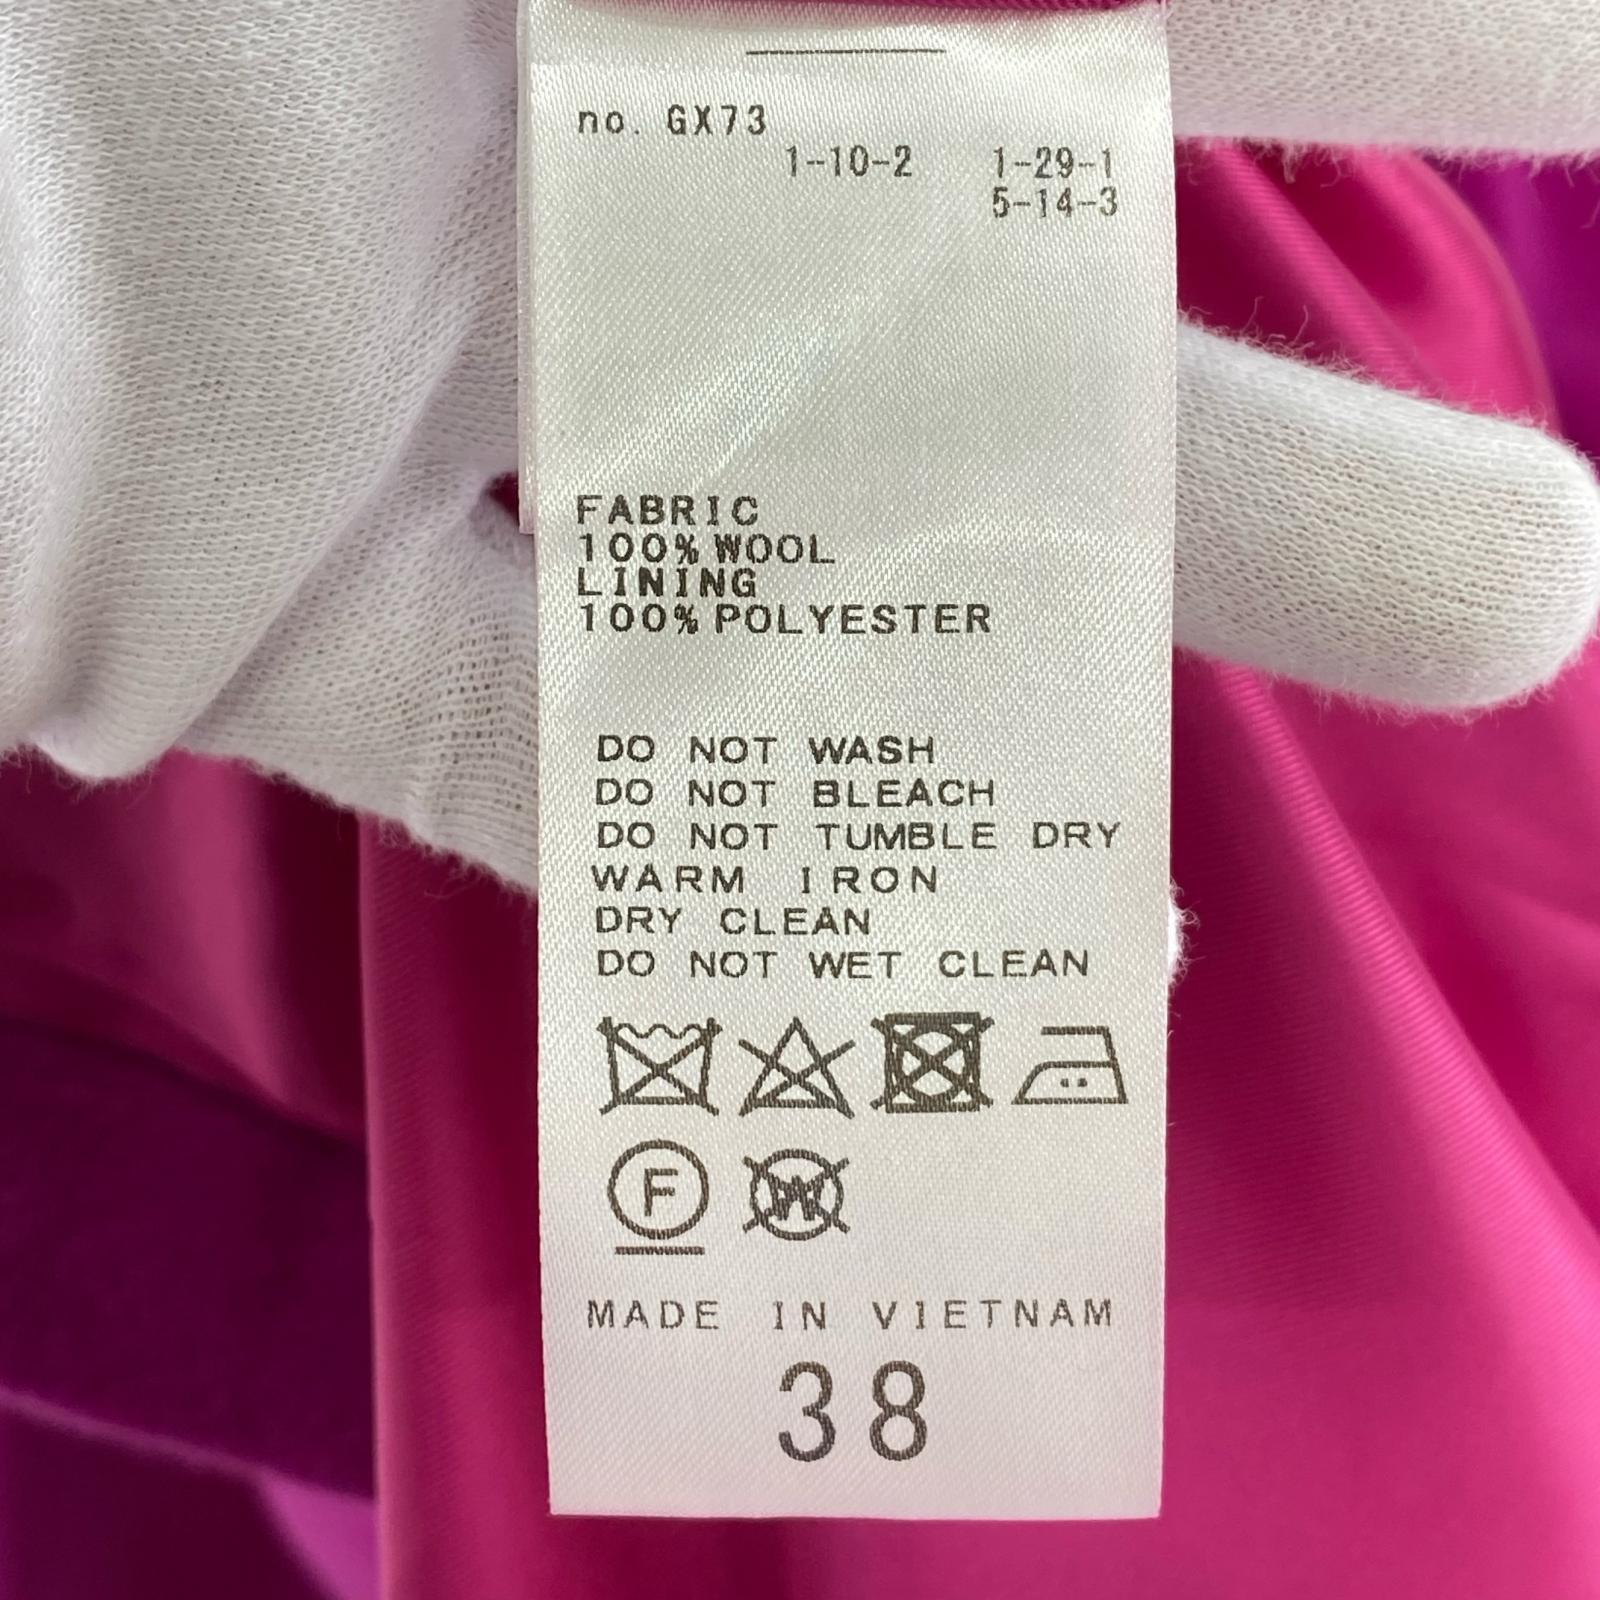 no. GX73
1-10-2 1-29-1
5-14-3
FABRIC
100% WOOL
LINING
100% POLYESTER
DO NOT WASH
DO NOT BLEACH
DO NOT TUMBLE DRY
WARM IRON
DRY CLEAN
DO NOT WET CLEAN
F W
MADE IN VIETNAM
38